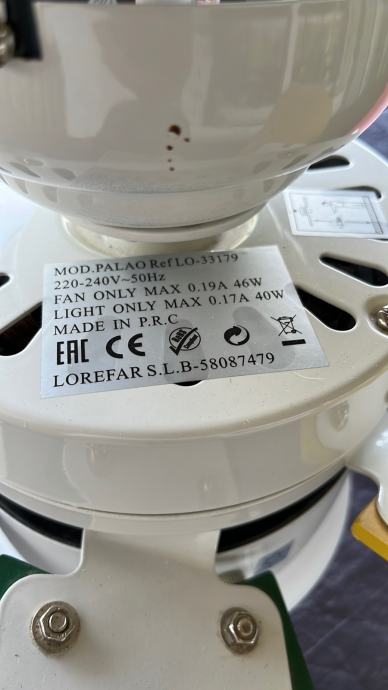 MOD.PALAO Ref LO-33179
220-240V~50Hz
FAN ONLY MAX 0.19A 46W
LIGHT ONLY MAX 0.17A 40W
MADE IN P.R.C
EAC CE RoHS
LOREFAR S.L.B-58087479